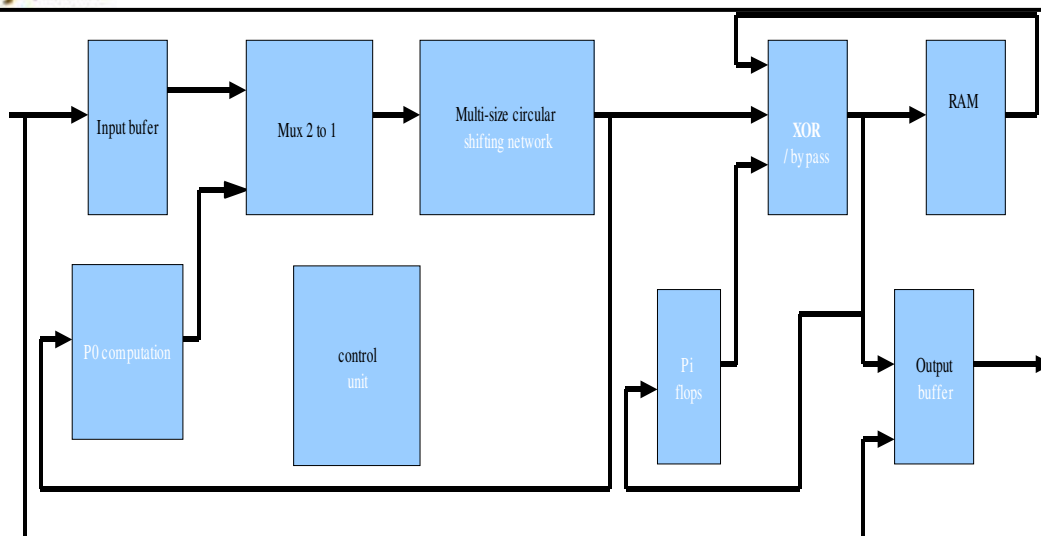 Input bufer
Mux 2 to 1
Multi-size circular
shifting network
XOR
/ bypass
RAM
P0 computation
control
unit
Pi
flops
Output
buffer